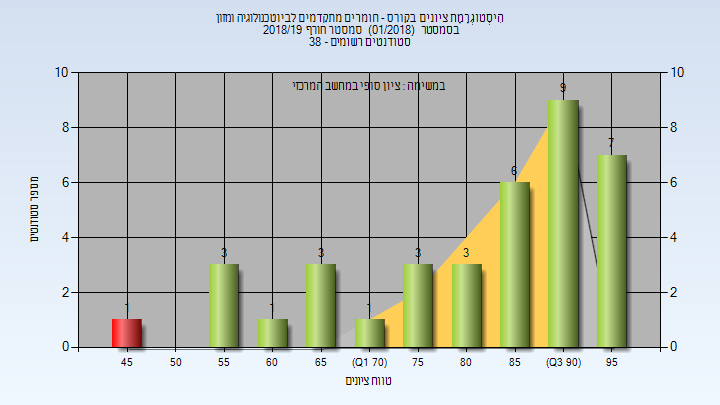 הִיסְטוֹגְרָמַת ציונים בקורס - חומרים מתקדמים לביוטכנולוגיה ומזון
בסמסטר (01/2018) סמסטר חורף 2018/19
סטודנטים רשומים - 38
במשימה : ציון סופי במחשב המרכזי
מספר סטודנטים
10 8 6 4 2 0
10 8 6 4 2 0
1 3 1 3 1 3 3 6 9 7
45 50 55 60 65 (Q1 70) 75 80 85 (Q3 90) 95
טווח ציונים